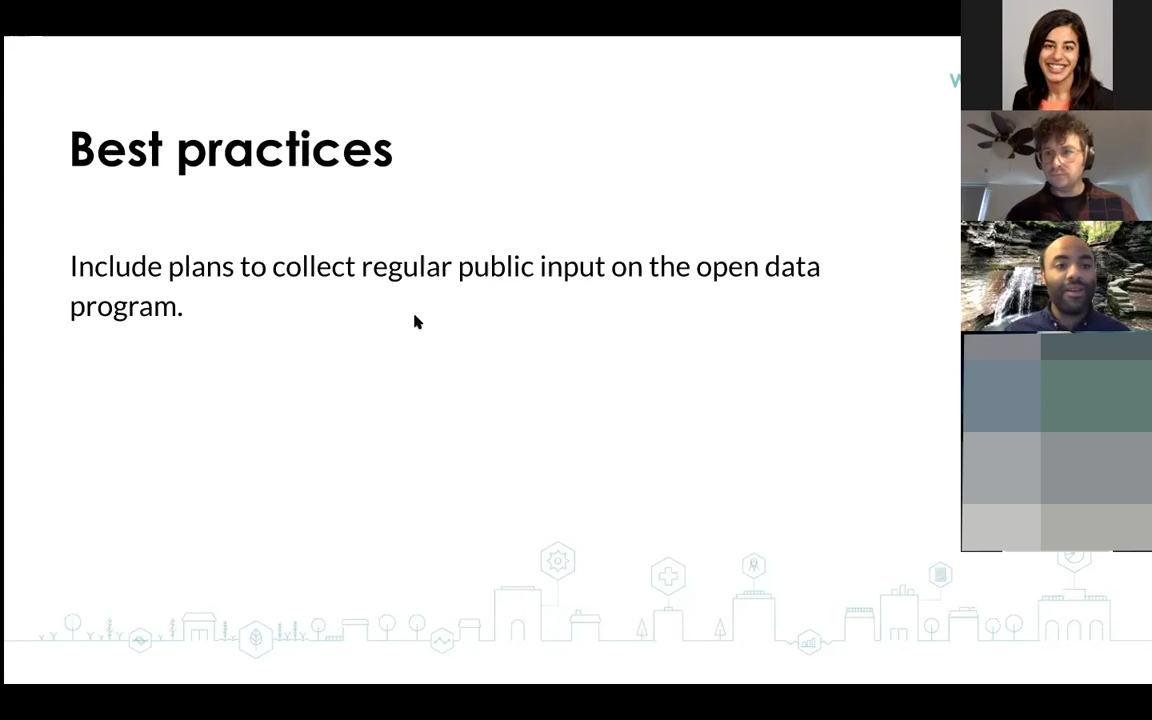 Best practices
Include plans to collect regular public input on the open data
program.